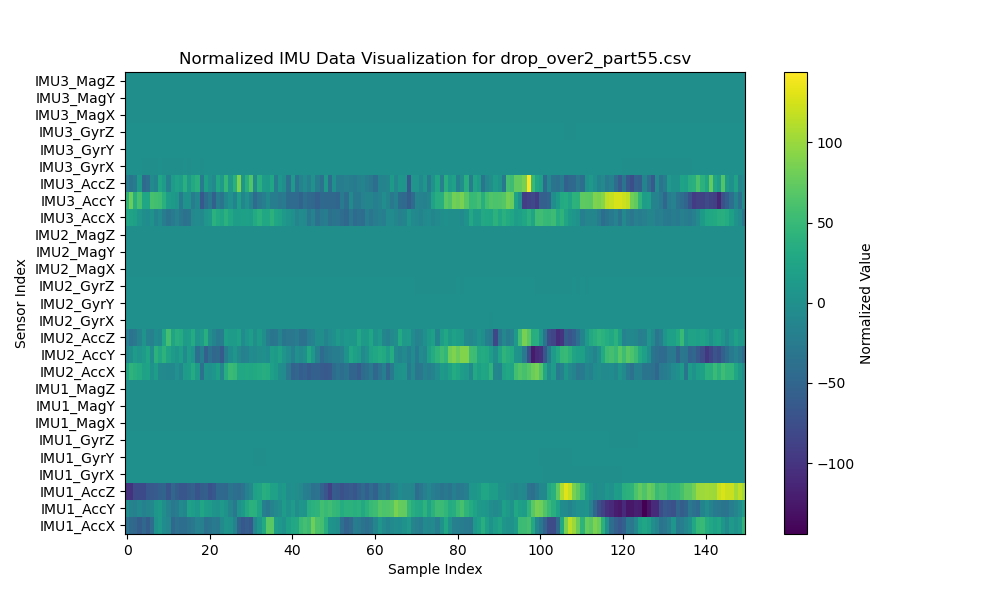 Normalized IMU Data Visualization for drop_over2_part55.csv
IMU3_MagZ
IMU3_MagY
IMU3_MagX
IMU3_GyrZ
IMU3_GyrY
IMU3_GyrX
IMU3_AccZ
IMU3_AccY
IMU3_AccX
IMU2_MagZ
IMU2_MagY
IMU2_MagX
IMU2_GyrZ
IMU2_GyrY
IMU2_GyrX
IMU2_AccZ
IMU2_AccY
IMU2_AccX
IMU1_MagZ
IMU1_MagY
IMU1_MagX
IMU1_GyrZ
IMU1_GyrY
IMU1_GyrX
IMU1_AccZ
IMU1_AccY
IMU1_AccX
Sensor Index
0 20 40 60 80 100 120 140
Sample Index
100
50
0
−50
−100
Normalized Value